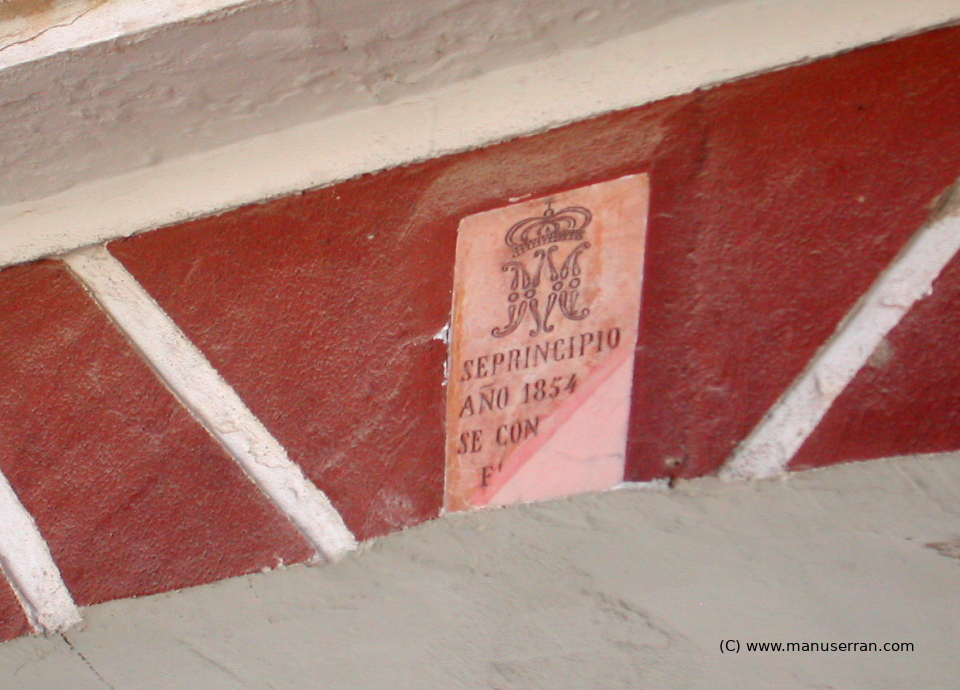 SEPRINCIPIO
AÑO 1854
SE CON
E
(C) www.manuserran.com